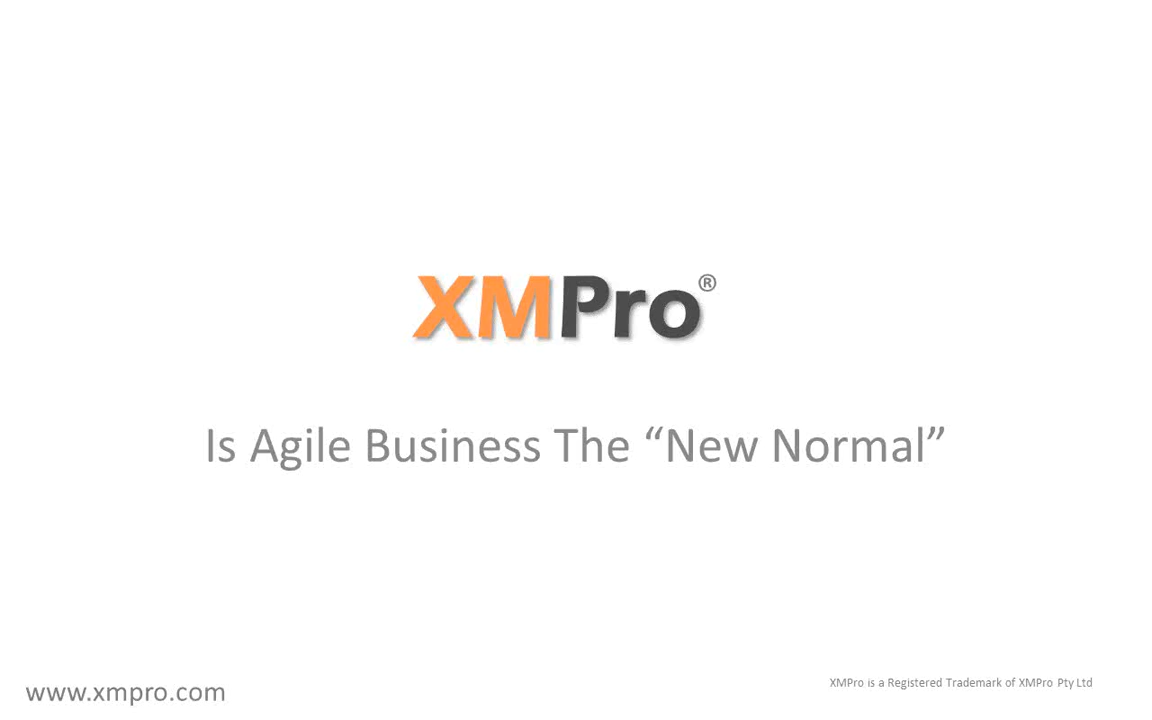 XMPro®
Is Agile Business The “New Normal”
www.xmpro.com
XMPro is a Registered Trademark of XMPro Pty Ltd